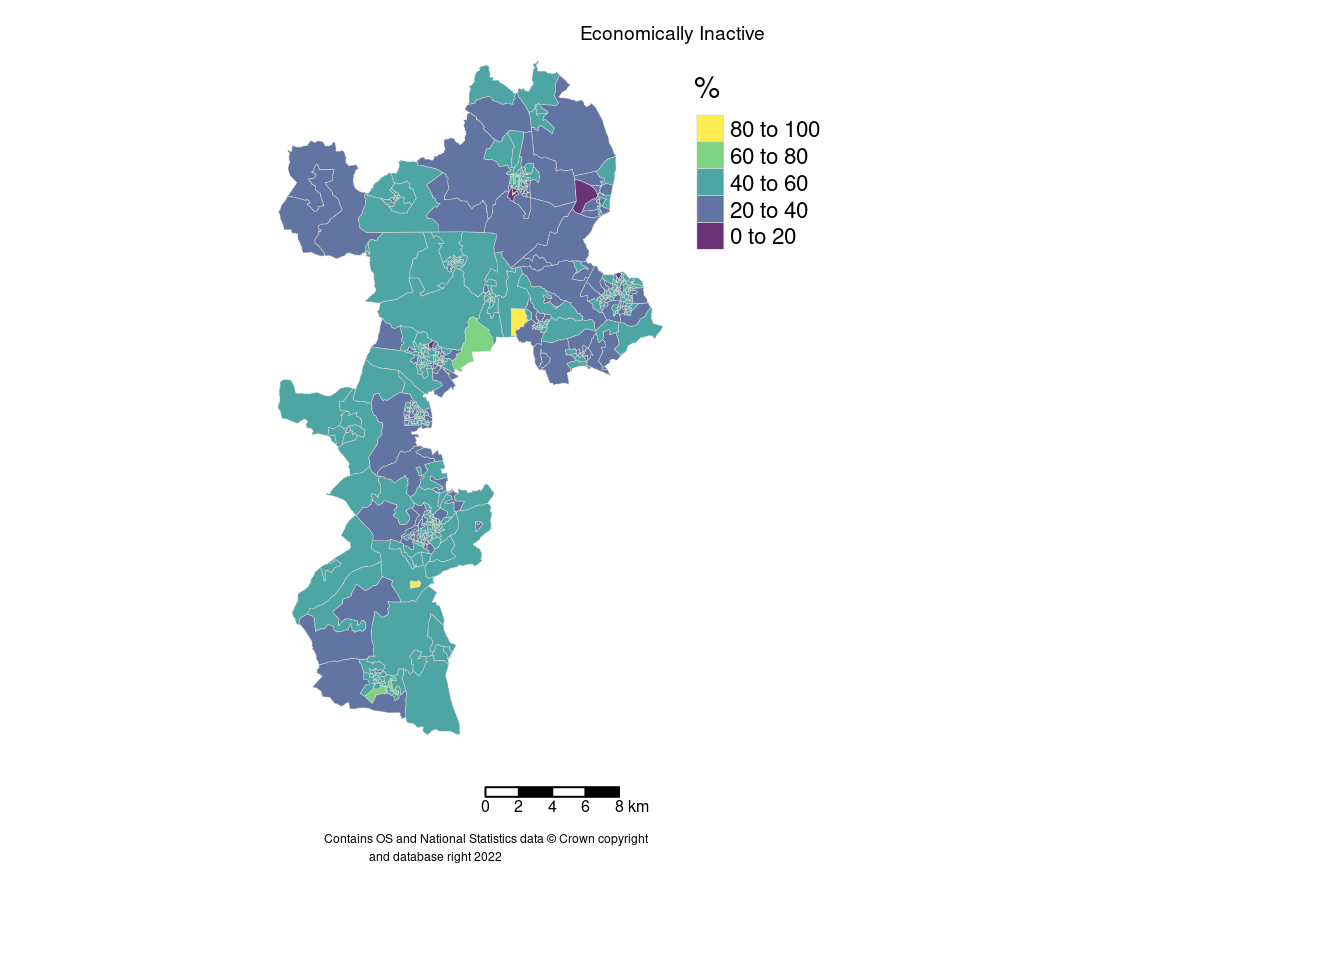 Economically Inactive
%
80 to 100
60 to 80
40 to 60
20 to 40
0 to 20
0 2 4 6 8 km
Contains OS and National Statistics data © Crown copyright
and database right 2022